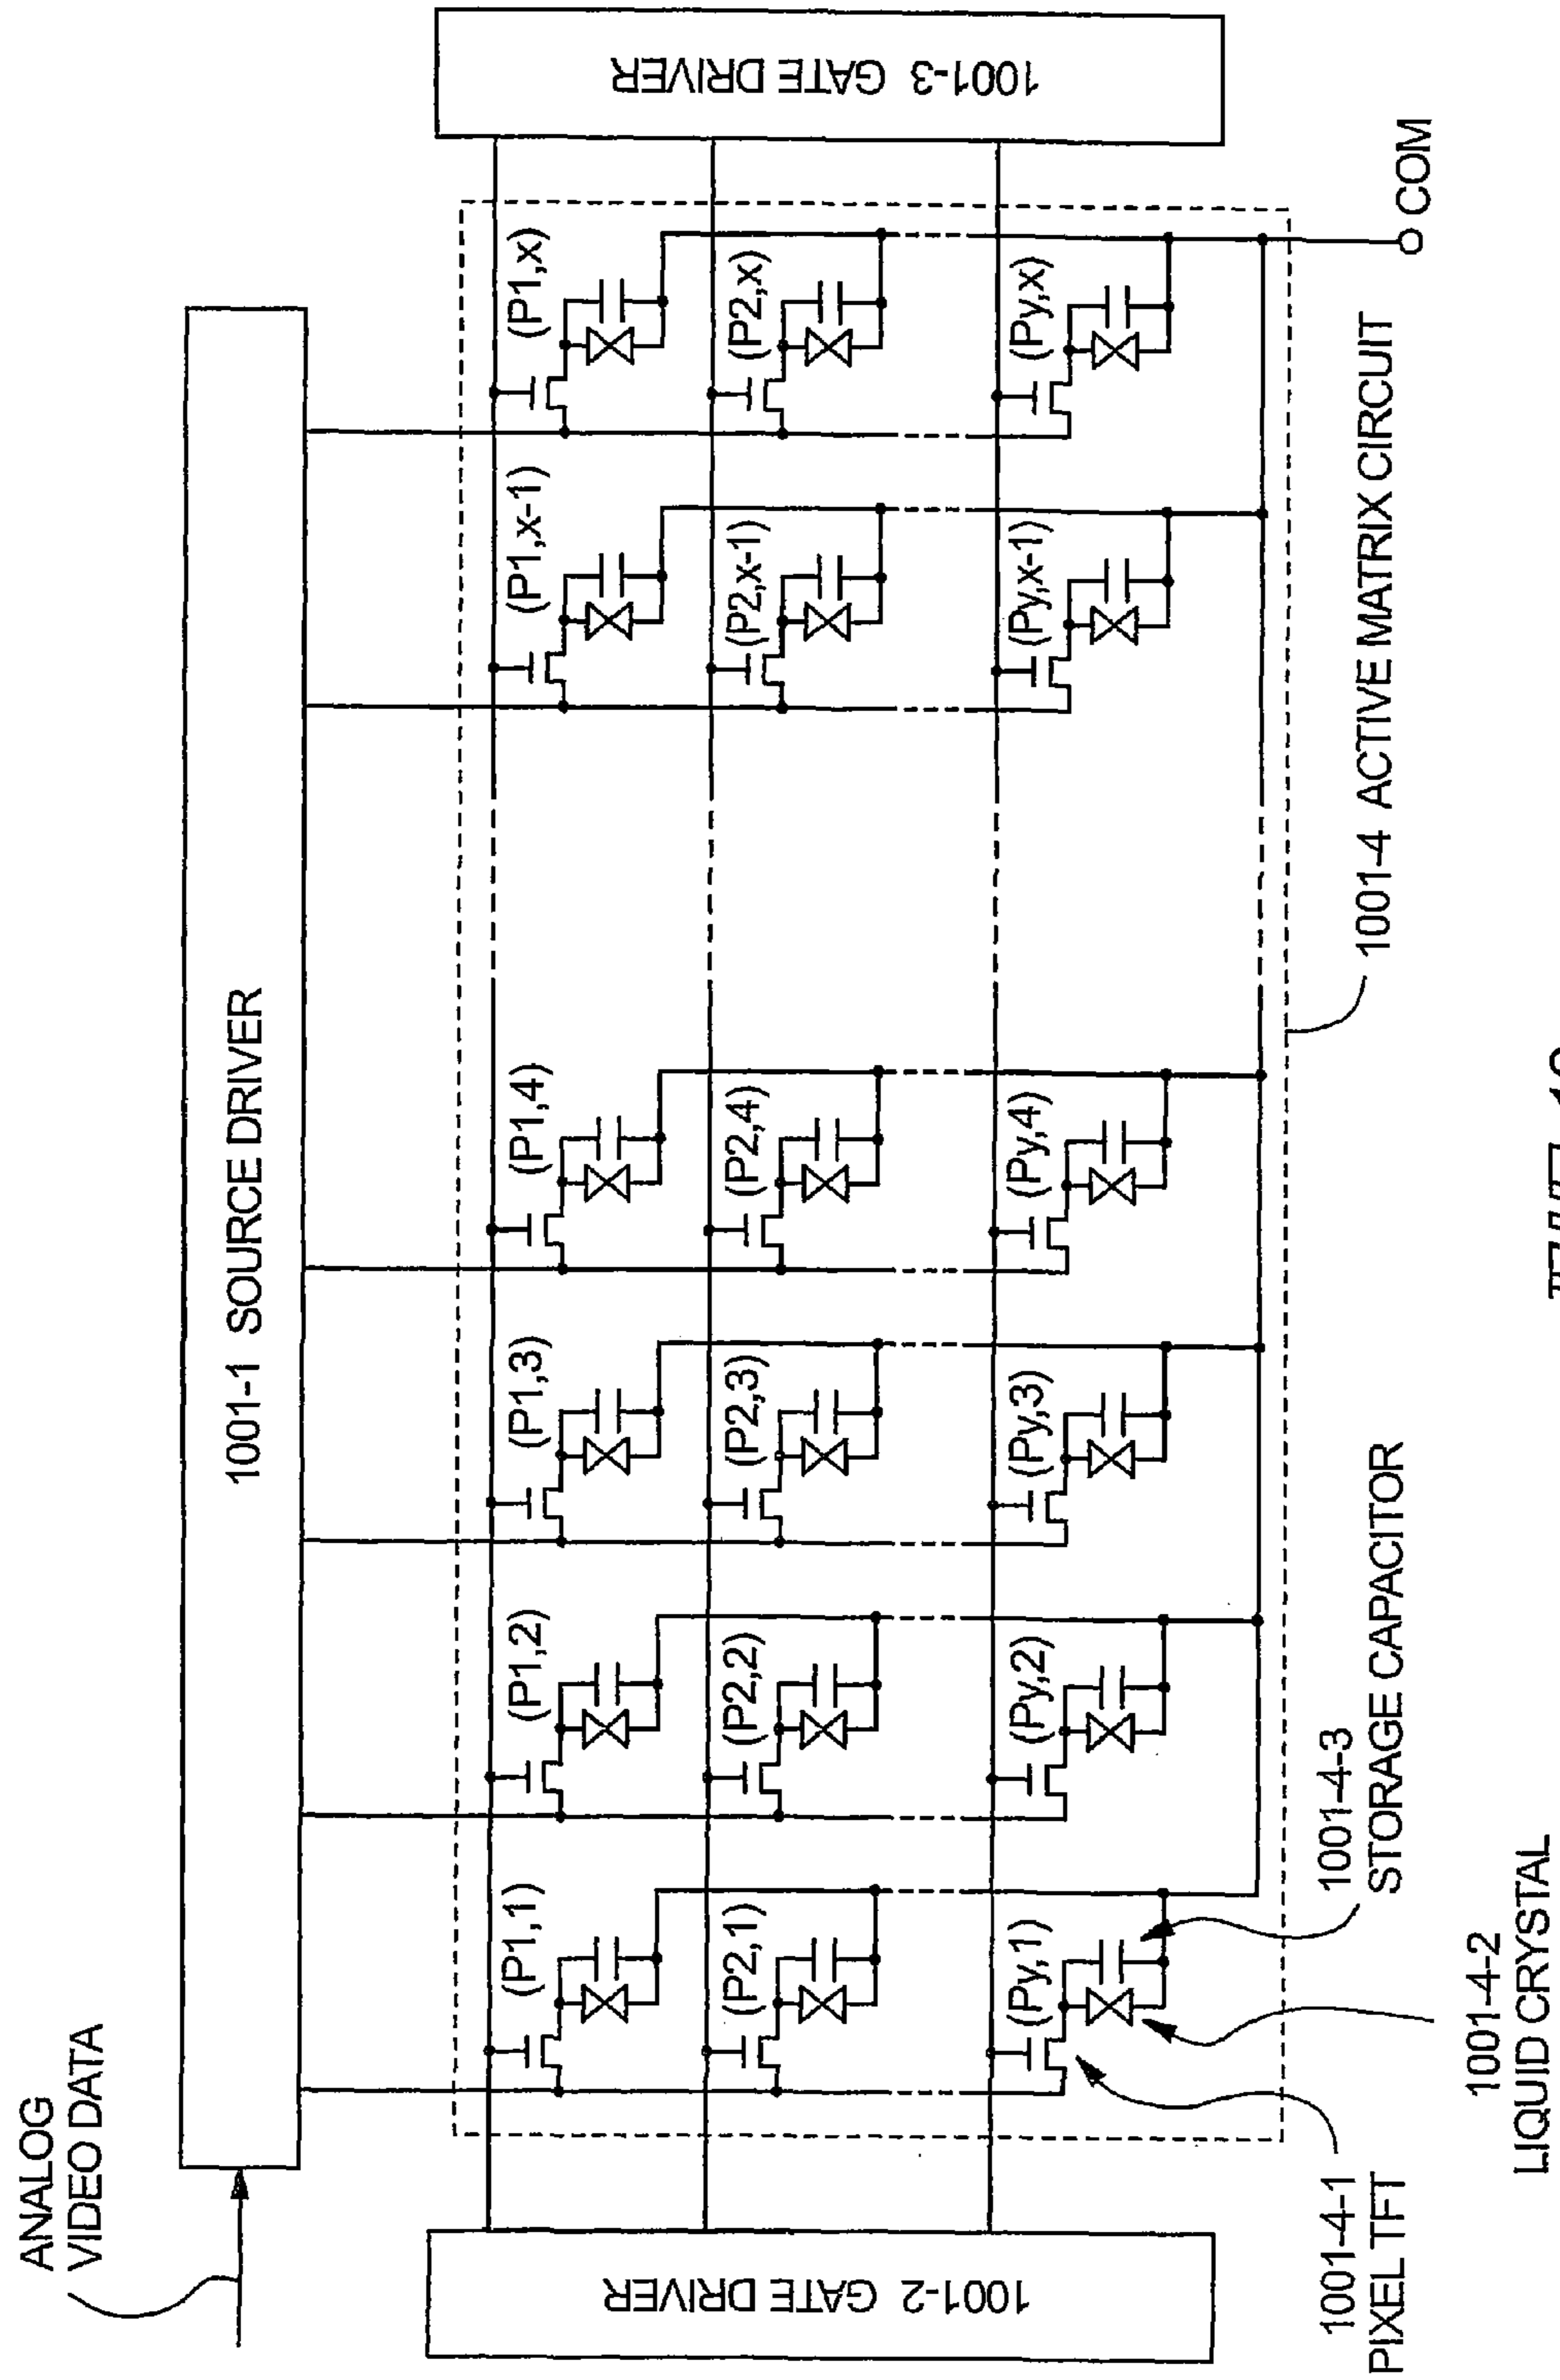 ANALOG
VIDEO DATA
1001-1 SOURCE DRIVER
1001-2 GATE DRIVER
1001-3 GATE DRIVER
(P1,1)
(P1,2)
(P1,3)
(P1,4)
(P1,x-1)
(P1,x)
(P2,1)
(P2,2)
(P2,3)
(P2,4)
(P2,x-1)
(P2,x)
(Py,1)
(Py,2)
(Py,3)
(Py,4)
(Py,x-1)
(Py,x)
COM
1001-4-1
PIXEL TFT
1001-4-2
LIQUID CRYSTAL
1001-4-3
STORAGE CAPACITOR
1001-4 ACTIVE MATRIX CIRCUIT